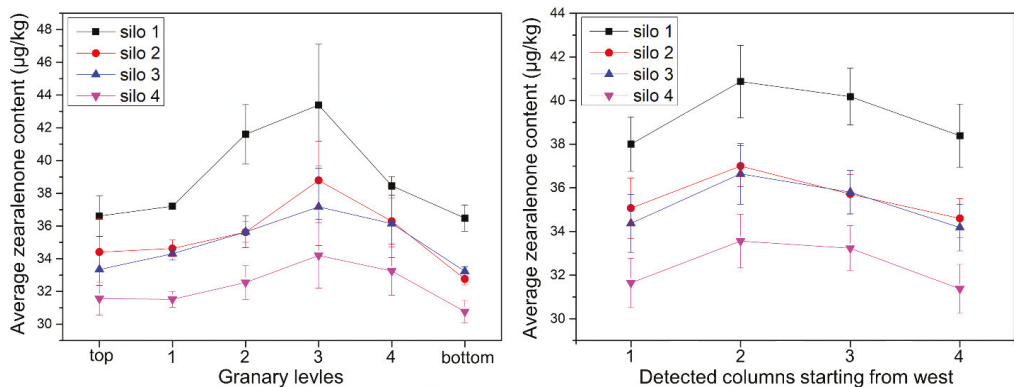 Average zearalenone content (µg/kg)
48
46
44
42
40
38
36
34
32
30
silo 1
silo 2
silo 3
silo 4
top 1 2 3 4 bottom
Granary levles
Average zearalenone content (µg/kg)
44
42
40
38
36
34
32
30
silo 1
silo 2
silo 3
silo 4
1 2 3 4
Detected columns starting from west